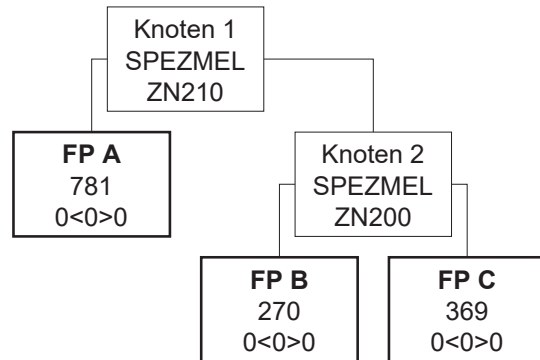 Knoten 1
SPEZMEL
ZN210
FP A
781
0<0>0
Knoten 2
SPEZMEL
ZN200
FP B
270
0<0>0
FP C
369
0<0>0